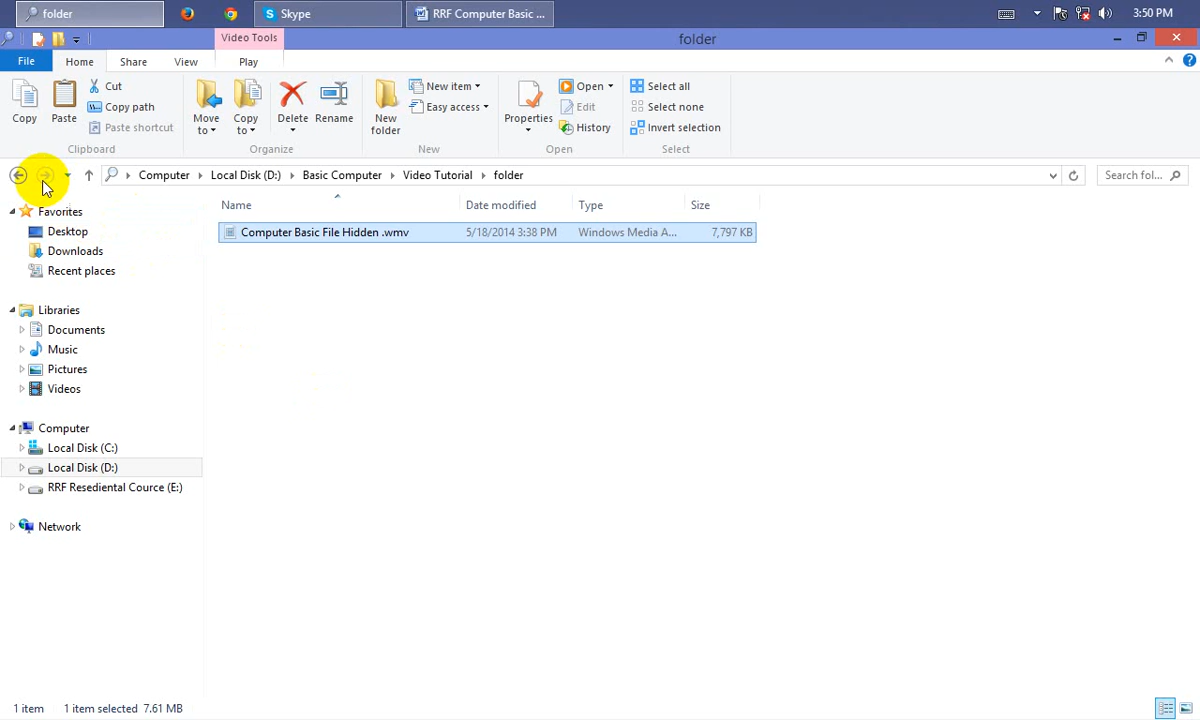 folder
Skype
RRF Computer Basic ...
3:50 PM
Video Tools
folder
File
Home
Share
View
Play
Copy
Paste
Cut
Copy path
Paste shortcut
Clipboard
Move to
Copy to
Delete
Rename
Organize
New folder
New item
Easy access
New
Properties
Open
Edit
History
Open
Select all
Select none
Invert selection
Select
Computer
Local Disk (D:)
Basic Computer
Video Tutorial
folder
Search fol...
Name
Date modified
Type
Size
Computer Basic File Hidden .wmv
5/18/2014 3:38 PM
Windows Media A...
7,797 KB
Favorites
Desktop
Downloads
Recent places
Libraries
Documents
Music
Pictures
Videos
Computer
Local Disk (C:)
Local Disk (D:)
RRF Resediental Cource (E:)
Network
1 item
1 item selected 7.61 MB